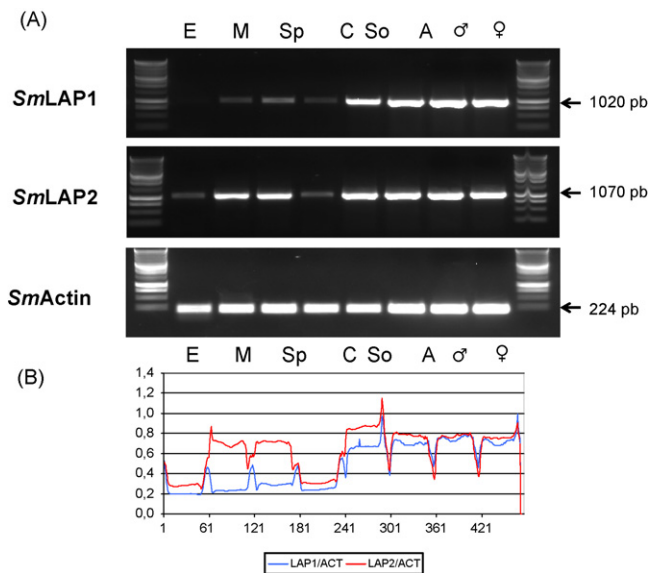 (A)
E M Sp C So A ♂ ♀
SmLAP1
1020 pb
SmLAP2
1070 pb
SmActin
224 pb
E M Sp C So A ♂ ♀
(B)
1,4
1,2
1,0
0,8
0,6
0,4
0,2
0,0
1 61 121 181 241 301 361 421
LAP1/ACT LAP2/ACT